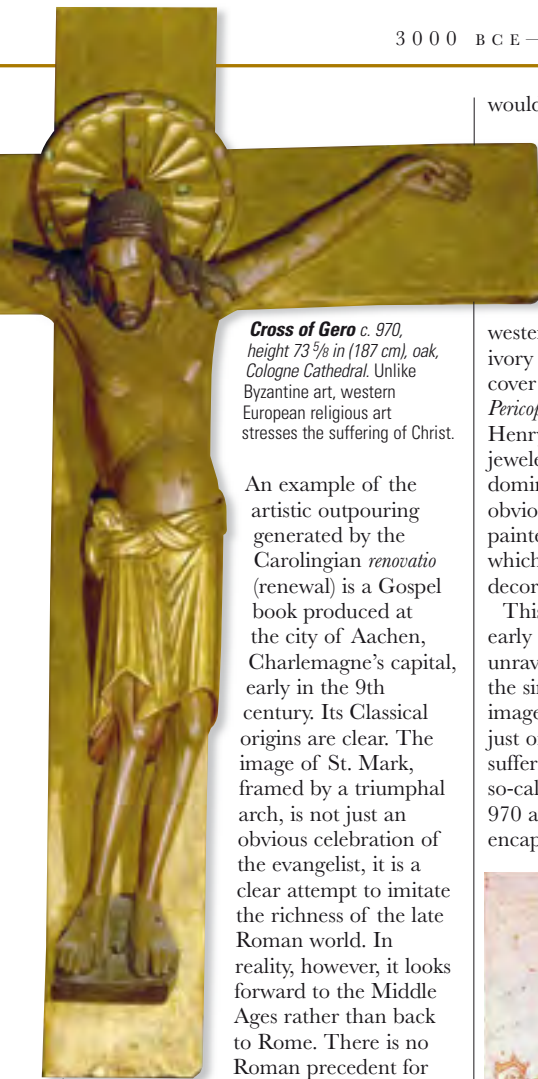 3000 BCE–
Cross of Gero c. 970,
height 73 5/8 in (187 cm), oak,
Cologne Cathedral. Unlike
Byzantine art, western
European religious art
stresses the suffering of Christ.
An example of the
artistic outpouring
generated by the
Carolingian renovatio
(renewal) is a Gospel
book produced at
the city of Aachen,
Charlemagne’s capital,
early in the 9th
century. Its Classical
origins are clear. The
image of St. Mark,
framed by a triumphal
arch, is not just an
obvious celebration of
the evangelist, it is a
clear attempt to imitate
the richness of the late
Roman world. In
reality, however, it looks
forward to the Middle
Ages rather than back
to Rome. There is no
Roman precedent for
would
ivory
cover
Henr
jewele
domin
obvio
painte
which
decor
This
early
unrav
the si
image
just o
suffer
so-cal
970 a
encap